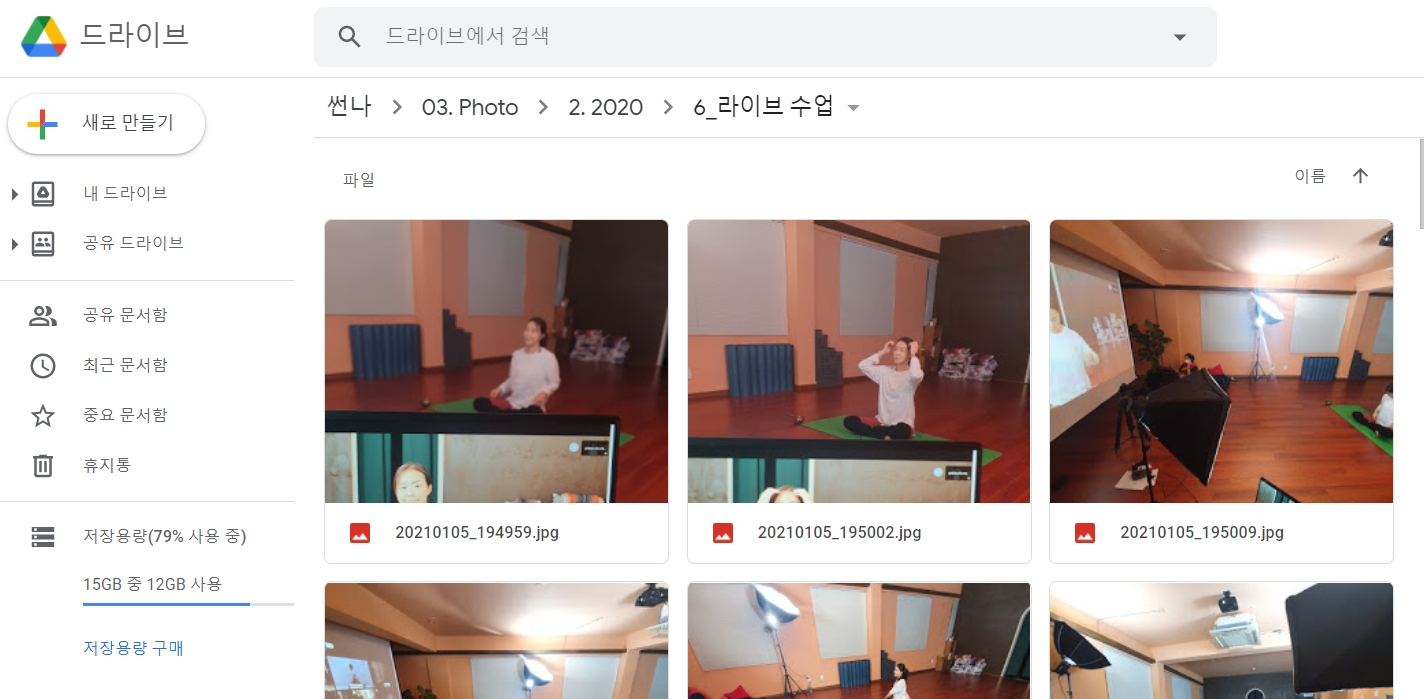 드라이브
드라이브에서 검색
새로 만들기
내 드라이브
공유 드라이브
공유 문서함
최근 문서함
중요 문서함
휴지통
저장용량(79% 사용 중)
15GB 중 12GB 사용
저장용량 구매
썬나 > 03. Photo > 2. 2020 > 6_라이브 수업
파일
이름
20210105_194959.jpg
20210105_195002.jpg
20210105_195009.jpg